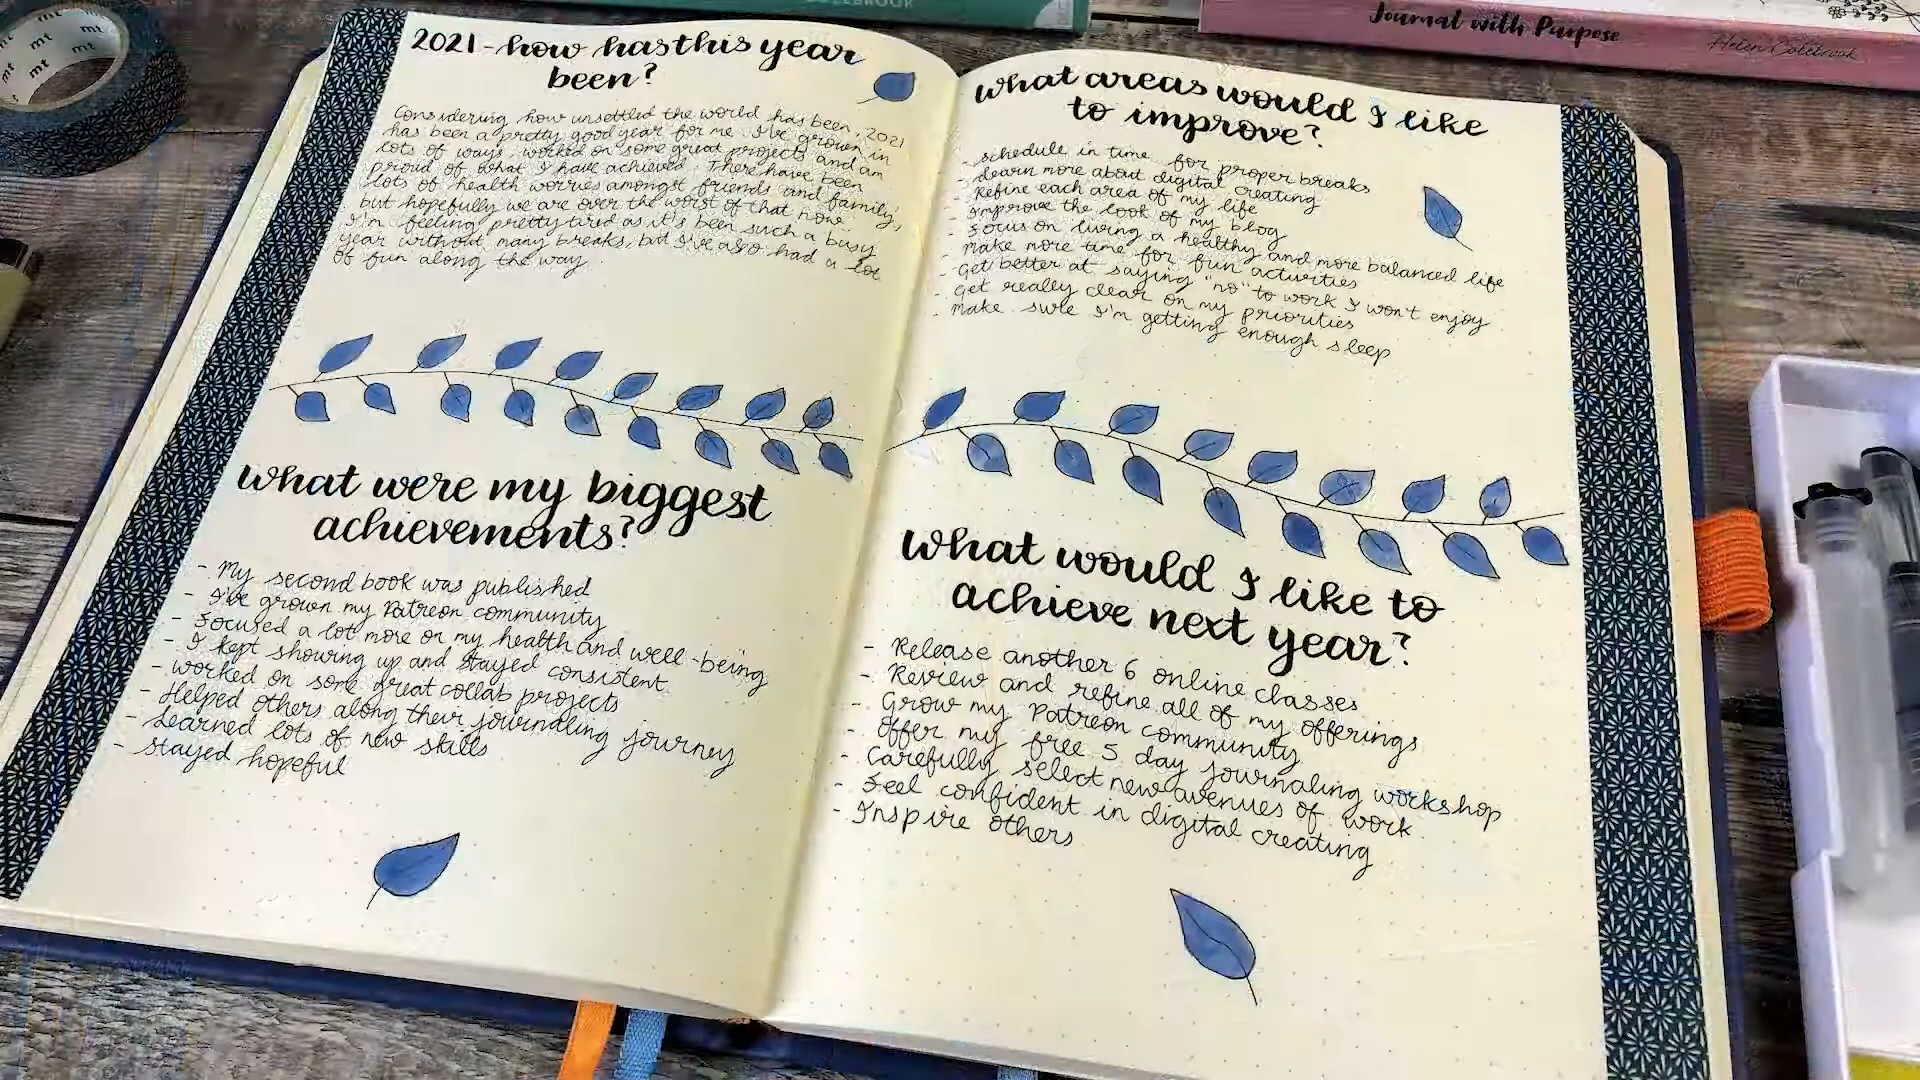 mt mt mt
mt mt
COLEBROOK
Journal with Purpose
Helen Colebrook
2021 - how has this year
been?
Considering how unsettled the world has been, 2021
has been a pretty good year for me. I've grown in
lots of ways, worked on some great projects and am
proud of what I have achieved. There have been
lots of health worries amongst friends and family,
but hopefully we are over the worst of that now.
I'm feeling pretty tired as it's been such a busy
year without many breaks, but I've also had a lot
of fun along the way.
What were my biggest
achievements?
- My second book was published
- I've grown my Patreon community
- Focused a lot more on my health and well-being
- I kept showing up and stayed consistent
- Worked on some great collab projects
- Helped others along their journaling journey
- Learned lots of new skills
- Stayed hopeful
What areas would I like
to improve?
- Schedule in time for proper breaks
- Learn more about digital creating
- Refine each area of my life
- Improve the look of my blog
- Focus on living a healthy and more balanced life
- Make more time for fun activities
- Get better at saying "no" to work I won't enjoy
- Get really clear on my priorities
- Make sure I'm getting enough sleep
What would I like to
achieve next year?
- Release another 6 online classes
- Review and refine all of my offerings
- Grow my Patreon community
- Offer my free 5 day journaling workshop
- Carefully select new avenues of work
- Feel confident in digital creating
- Inspire others